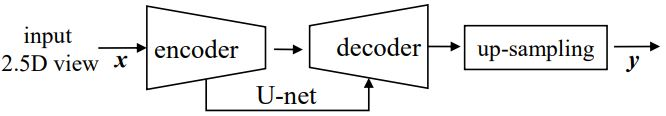 input
2.5D view
x
encoder
decoder
up-sampling
y
U-net